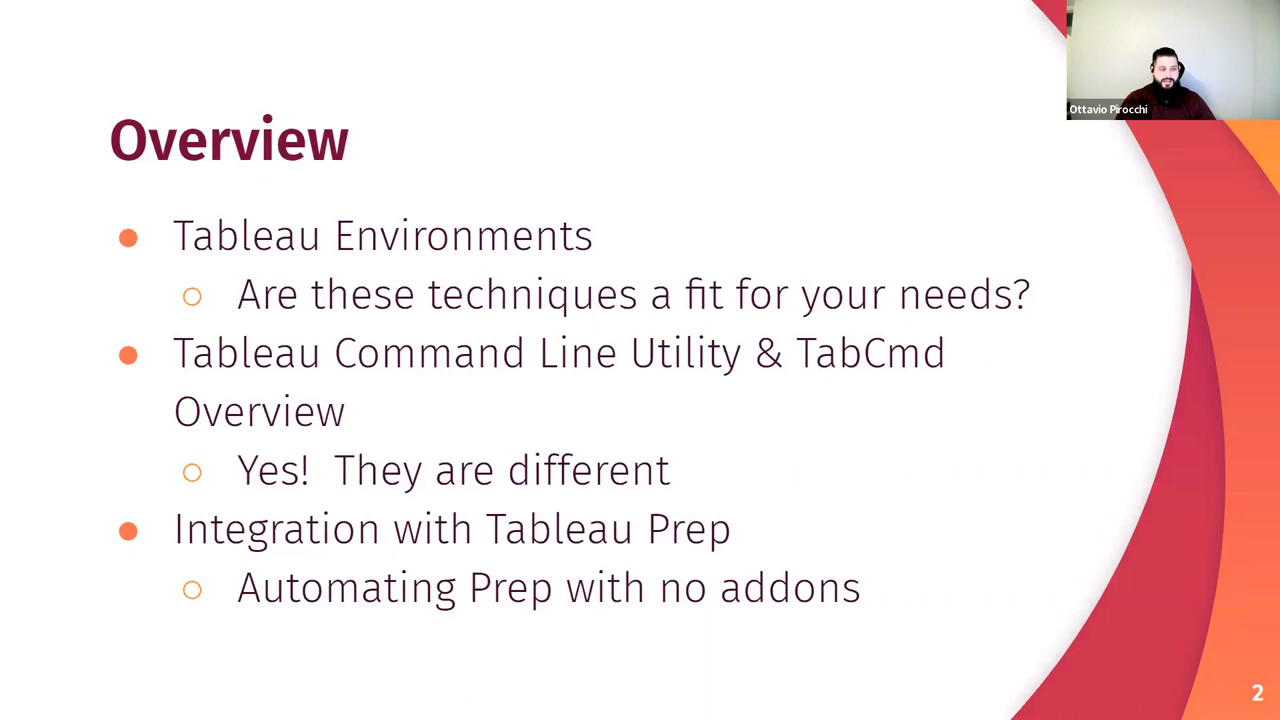 Ottavio Pirocchi
Overview
● Tableau Environments
○ Are these techniques a fit for your needs?
● Tableau Command Line Utility & TabCmd
Overview
○ Yes! They are different
● Integration with Tableau Prep
○ Automating Prep with no addons
2